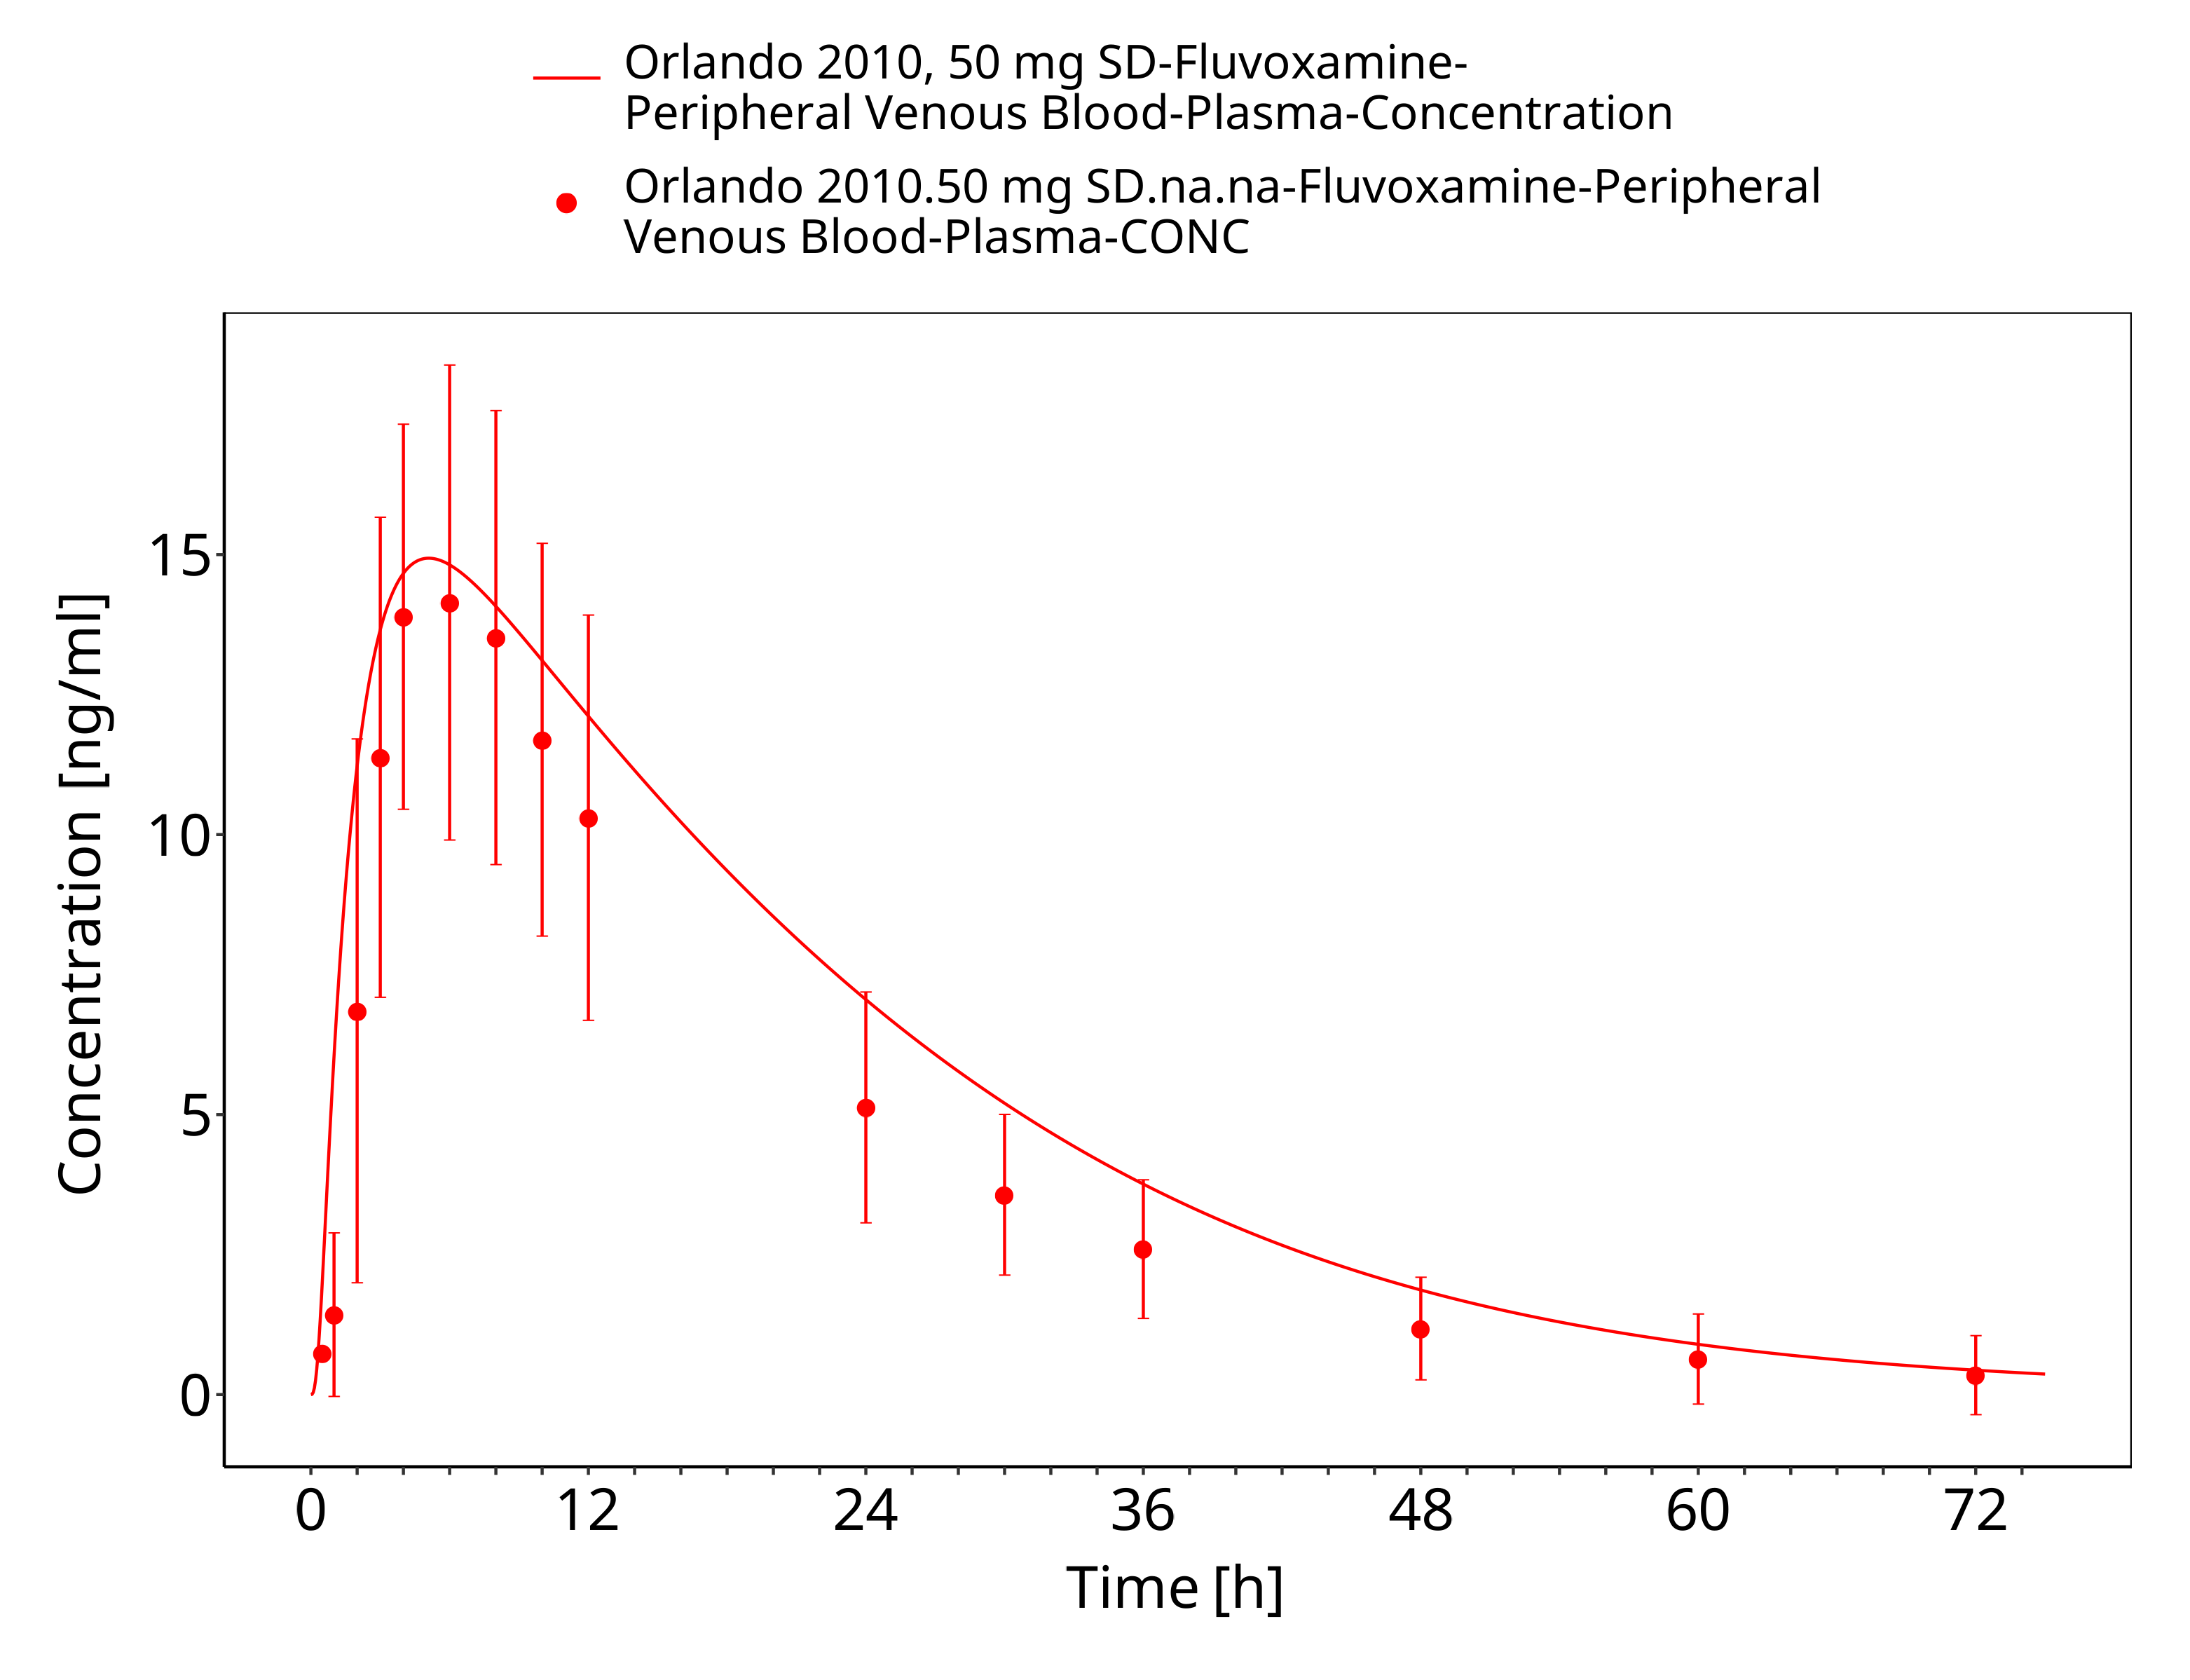 Orlando 2010, 50 mg SD-Fluvoxamine-
Peripheral Venous Blood-Plasma-Concentration
Orlando 2010.50 mg SD.na.na-Fluvoxamine-Peripheral
Venous Blood-Plasma-CONC
Concentration [ng/ml]
15
10
5
0
0 12 24 36 48 60 72
Time [h]